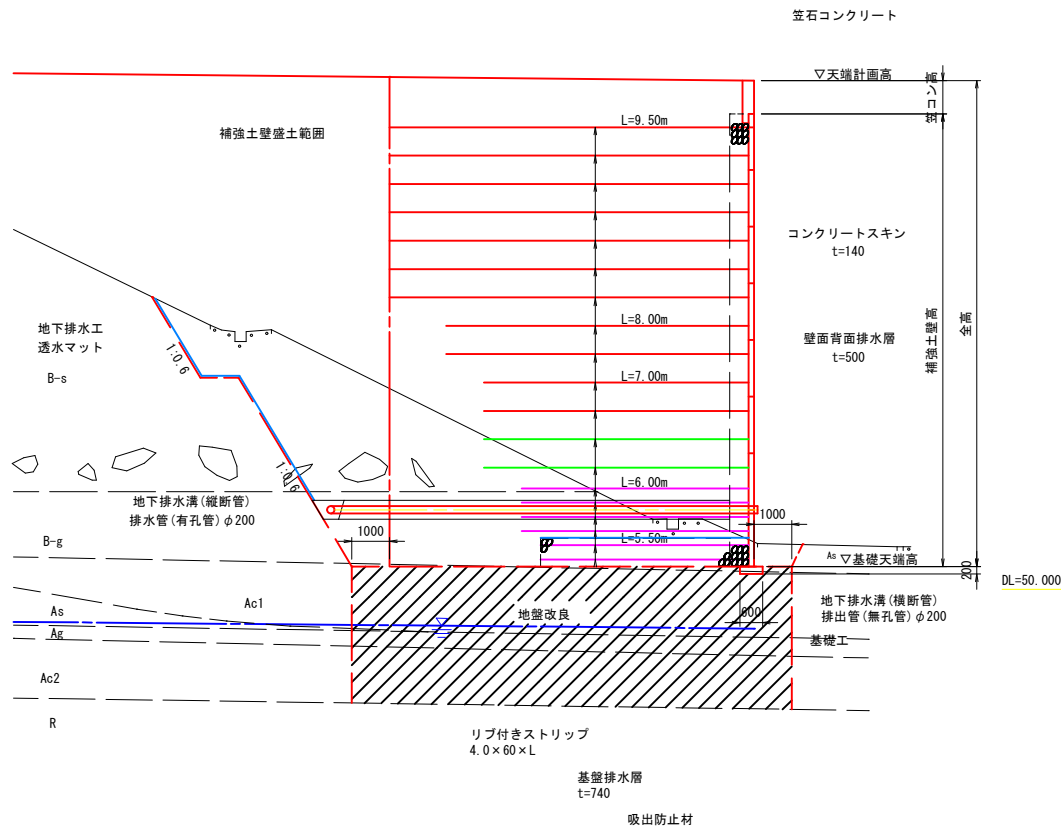 笠石コンクリート
▽天端計画高
笠コン高
補強土壁盛土範囲
L=9.50m
コンクリートスキン
t=140
補強土壁高
全高
地下排水工
透水マット
1:0.6
B-s
L=8.00m
壁面背面排水層
t=500
L=7.00m
1:0.6
L=6.00m
地下排水溝(縦断管)
排水管(有孔管)φ200
1000
1000
B-g
L=5.50m
As
▽基礎天端高
200
DL=50.000
As
Ac1
地盤改良
600
地下排水溝(横断管)
排出管(無孔管)φ200
Ag
基礎工
Ac2
R
リブ付きストリップ
4.0×60×L
基盤排水層
t=740
吸出防止材